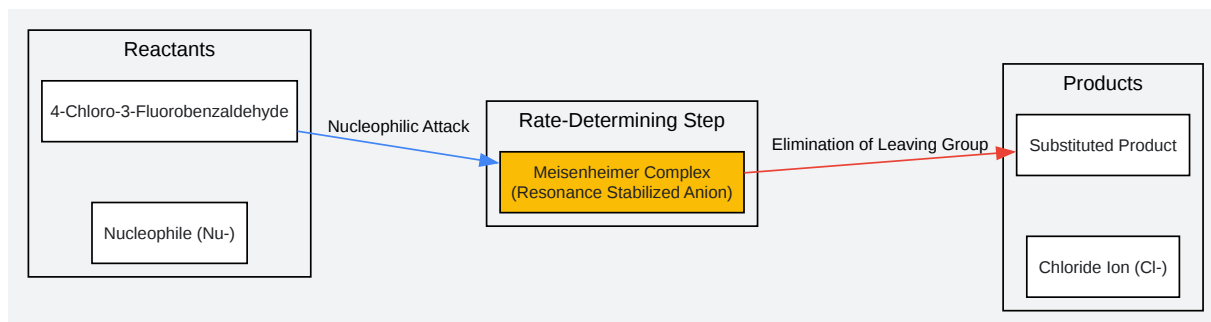 Reactants
4-Chloro-3-Fluorobenzaldehyde
Nucleophile (Nu-)
Nucleophilic Attack
Rate-Determining Step
Meisenheimer Complex
(Resonance Stabilized Anion)
Elimination of Leaving Group
Products
Substituted Product
Chloride Ion (Cl-)